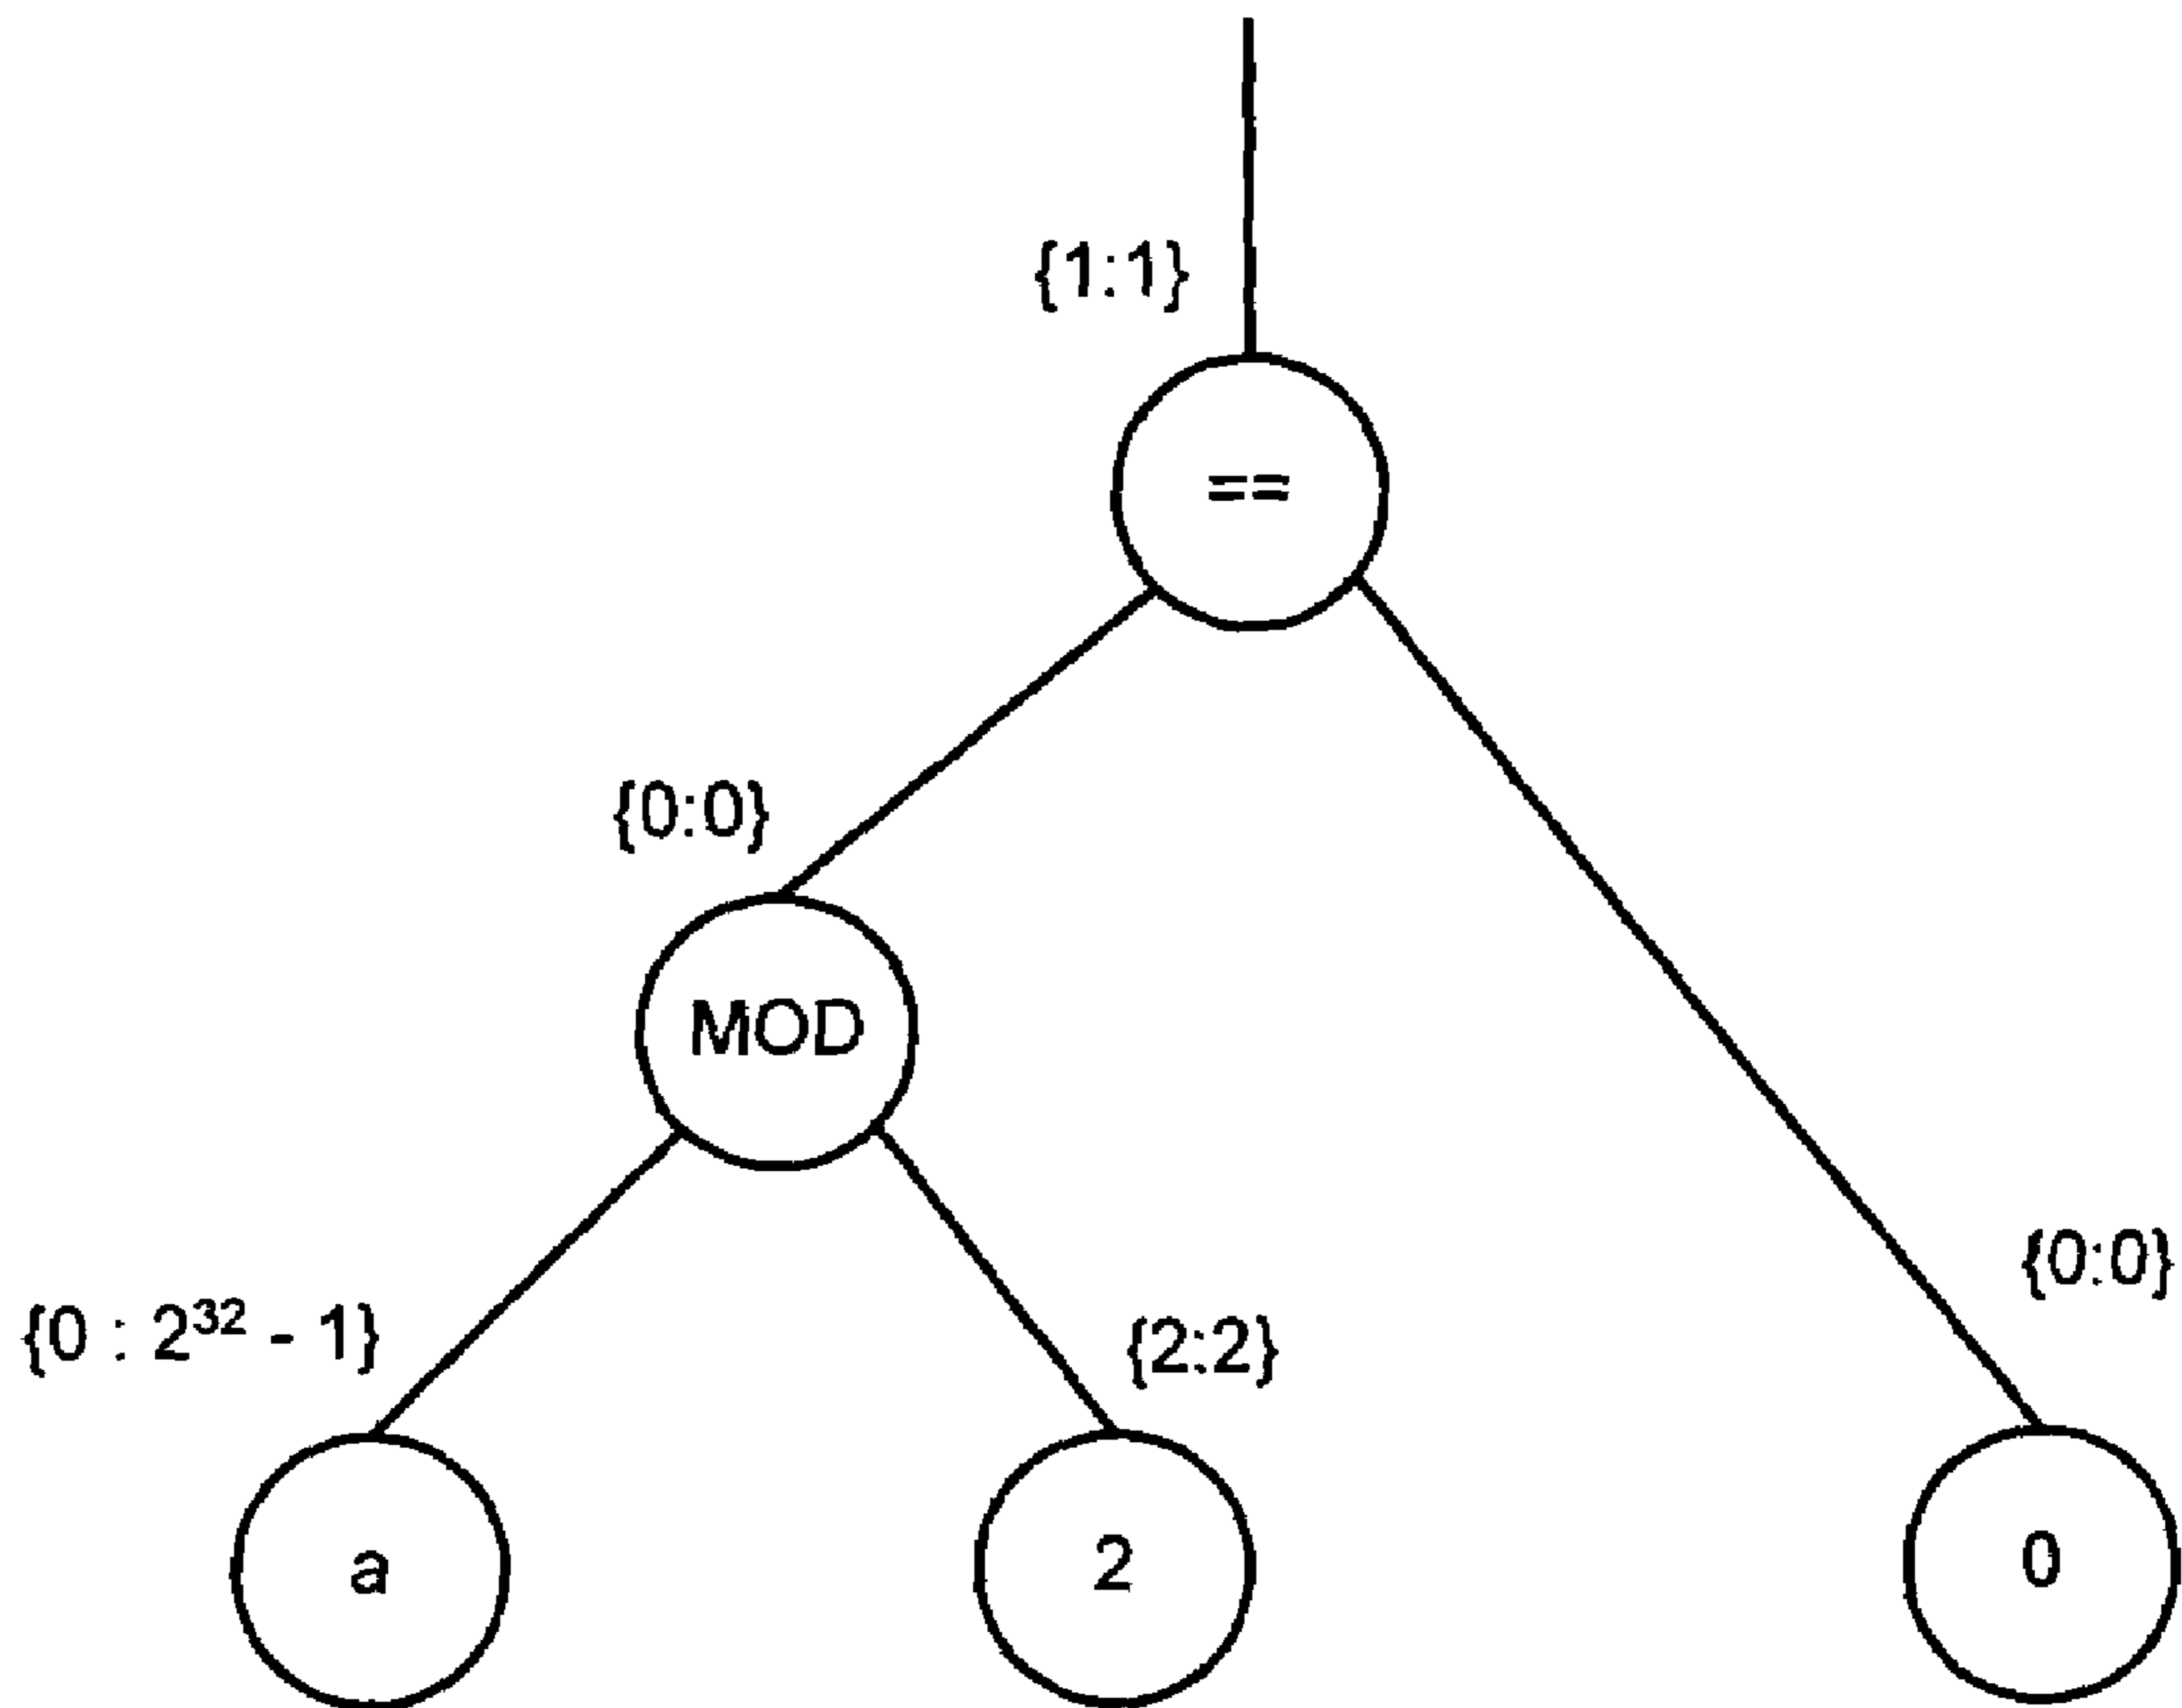 {1:1}
==
{0:0}
MOD
{0:0}
{0 : 2³² - 1}
{2:2}
a
2
0